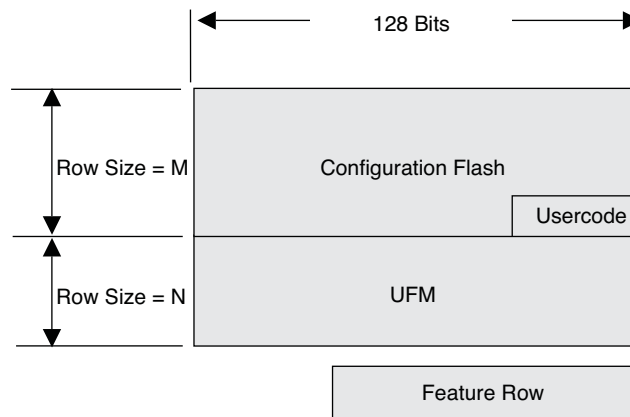 128 Bits
Row Size = M
Configuration Flash
Usercode
Row Size = N
UFM
Feature Row